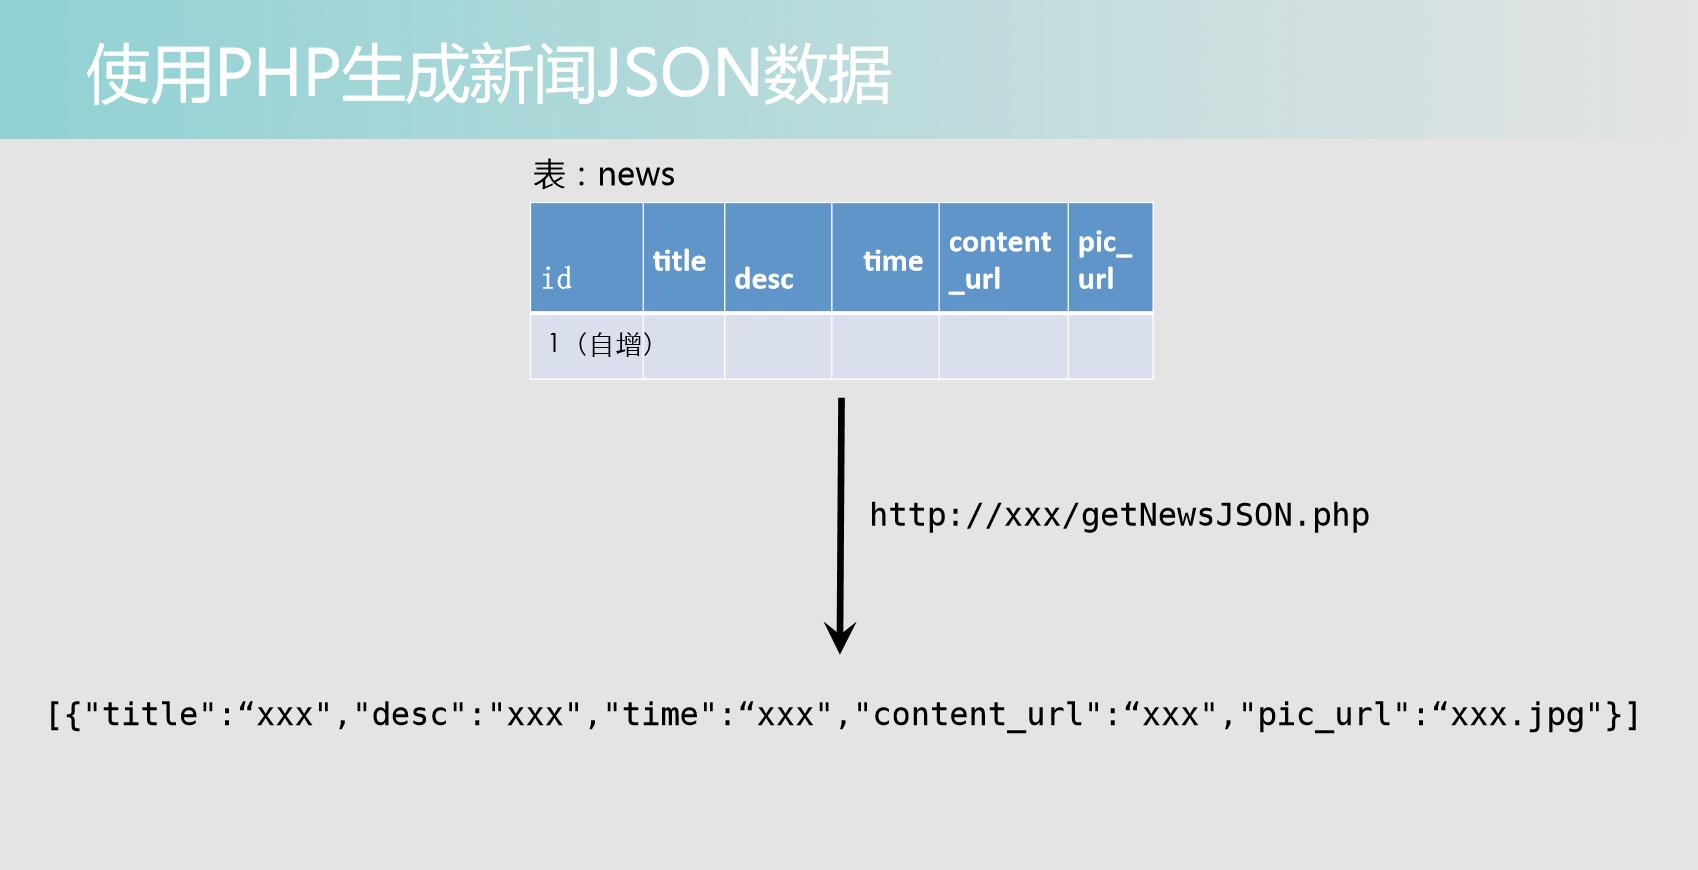 使用PHP生成新闻JSON数据
表：news
id title desc time content_url pic_url
1（自增）
http://xxx/getNewsJSON.php
[{"title":“xxx","desc":"xxx","time":“xxx","content_url":“xxx","pic_url":“xxx.jpg"}]